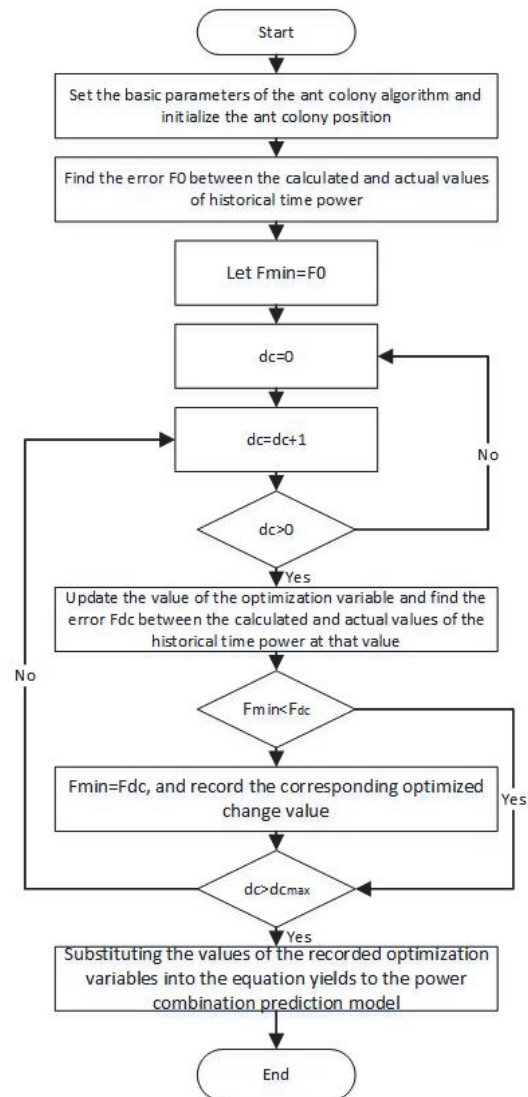 Start
Set the basic parameters of the ant colony algorithm and
initialize the ant colony position
Find the error F0 between the calculated and actual values
of historical time power
Let Fmin=F0
dc=0
dc=dc+1
No
dc>0
Yes
Update the value of the optimization variable and find the
error Fdc between the calculated and actual values of the
historical time power at that value
No
Fmin<Fdc
Fmin=Fdc, and record the corresponding optimized
change value
Yes
dc>dcmax
Yes
Substituting the values of the recorded optimization
variables into the equation yields to the power
combination prediction model
End